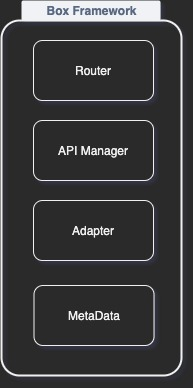 Box Framework
Router
API Manager
Adapter
MetaData